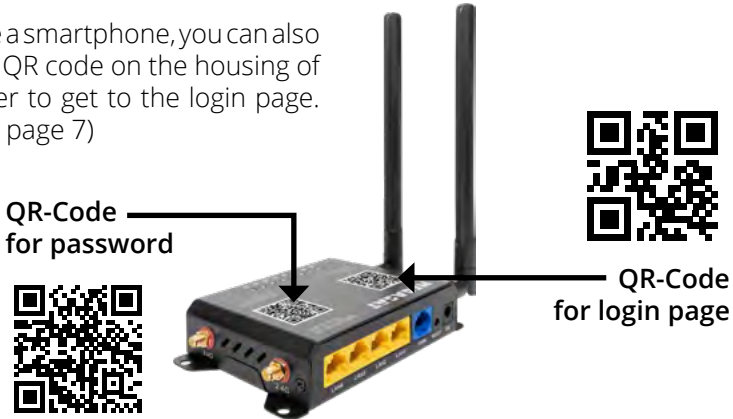 e a smartphone, you can also
QR code on the housing of
er to get to the login page.
page 7)
QR-Code
for password
QR-Code
for login page